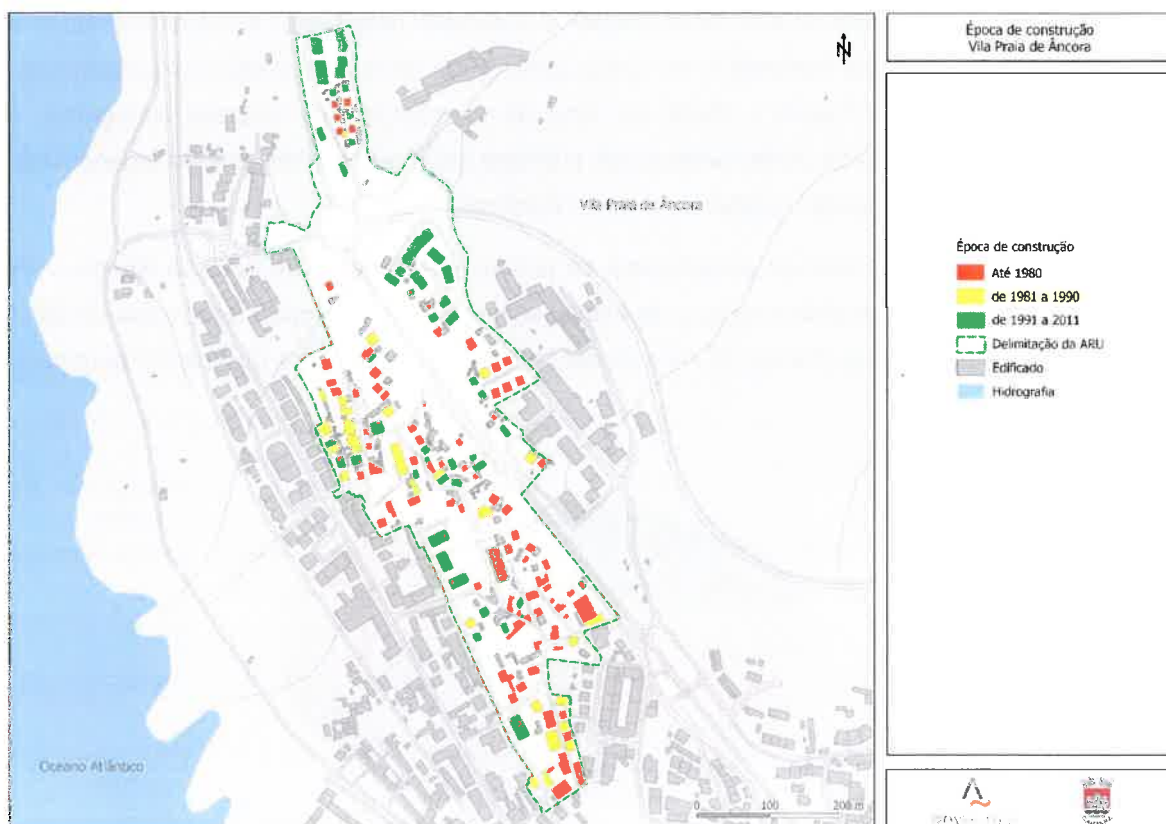 Época de construção
Vila Praia de Âncora
N
Vila Praia de Âncora
Época de construção
Até 1980
de 1981 a 1990
de 1991 a 2011
Delimitação da ARU
Edificado
Hidrografia
Oceano Atlântico
0 100 200 m